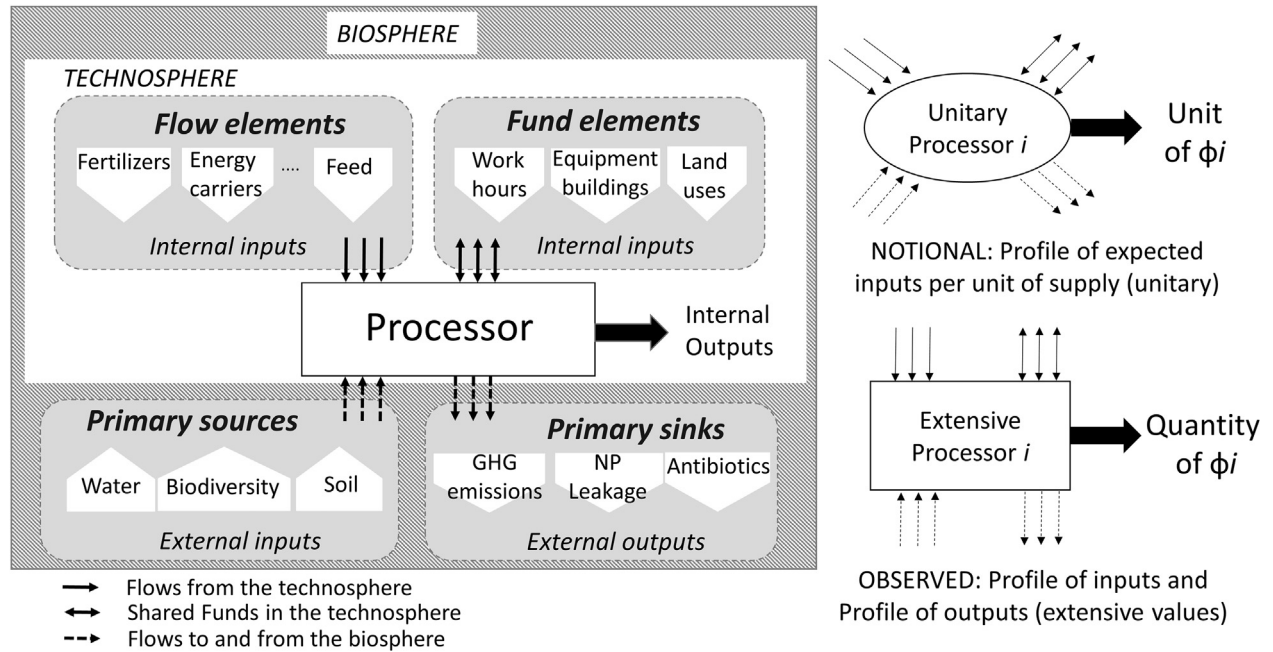 BIOSPHERE
TECHNOSPHERE
Flow elements
Fertilizers
Energy
carriers
....
Feed
Internal inputs
Fund elements
Work
hours
Equipment
buildings
Land
uses
Internal inputs
Processor
Internal
Outputs
Primary sources
Water
Biodiversity
Soil
External inputs
Primary sinks
GHG
emissions
NP
Leakage
Antibiotics
External outputs
Flows from the technosphere
Shared Funds in the technosphere
Flows to and from the biosphere
Unitary
Processor i
Unit
of ϕi
NOTIONAL: Profile of expected
inputs per unit of supply (unitary)
Extensive
Processor i
Quantity
of ϕi
OBSERVED: Profile of inputs and
Profile of outputs (extensive values)